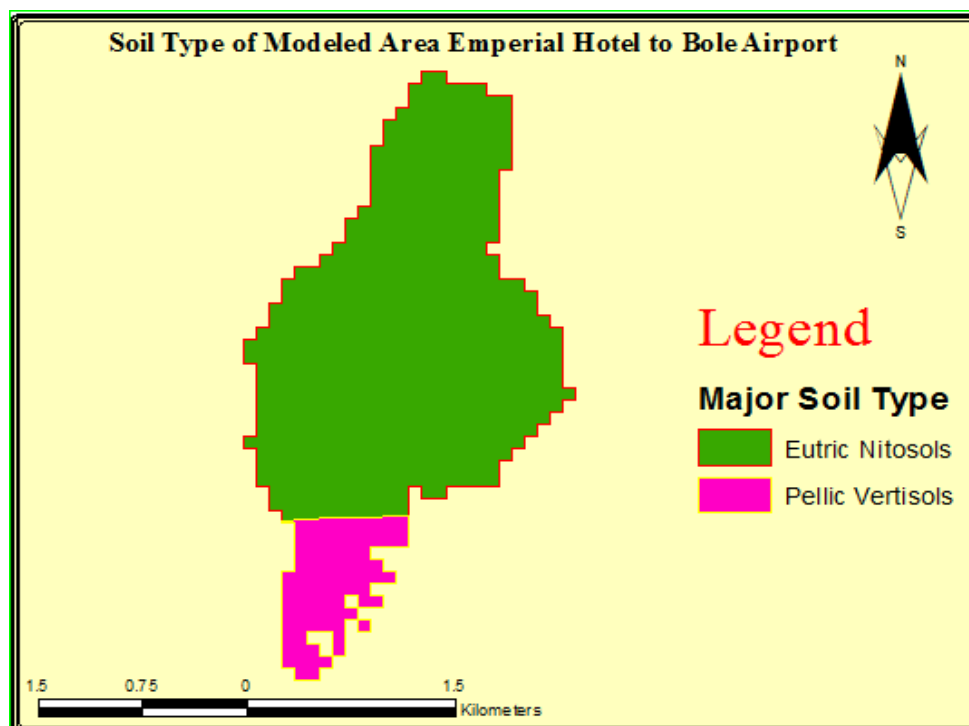 Soil Type of Modeled Area Emperial Hotel to Bole Airport
N
S
Legend
Major Soil Type
Eutric Nitosols
Pellic Vertisols
1.5 0.75 0 1.5
Kilometers